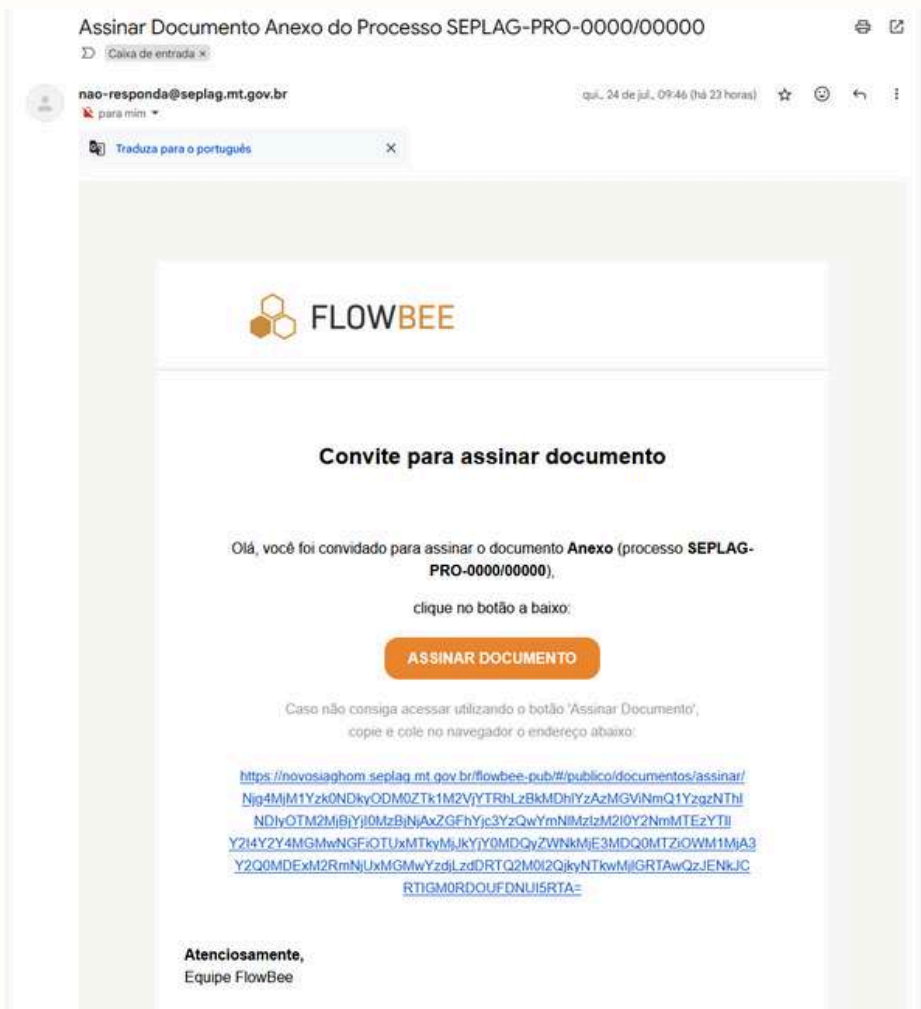 Assinar Documento Anexo do Processo SEPLAG-PRO-0000/00000
Caixa de entrada ×
nao-responda@seplag.mt.gov.br
qui., 24 de jul., 09:46 (há 23 horas)
para mim
Traduza para o português
FLOWBEE
Convite para assinar documento
Olá, você foi convidado para assinar o documento Anexo (processo SEPLAG-
PRO-0000/00000),
clique no botão a baixo:
ASSINAR DOCUMENTO
Caso não consiga acessar utilizando o botão 'Assinar Documento',
copie e cole no navegador o endereço abaixo:
https://novosiaghom.seplag.mt.gov.br/flowbee-pub/#/publico/documentos/assinar/
Atenciosamente,
Equipe FlowBee